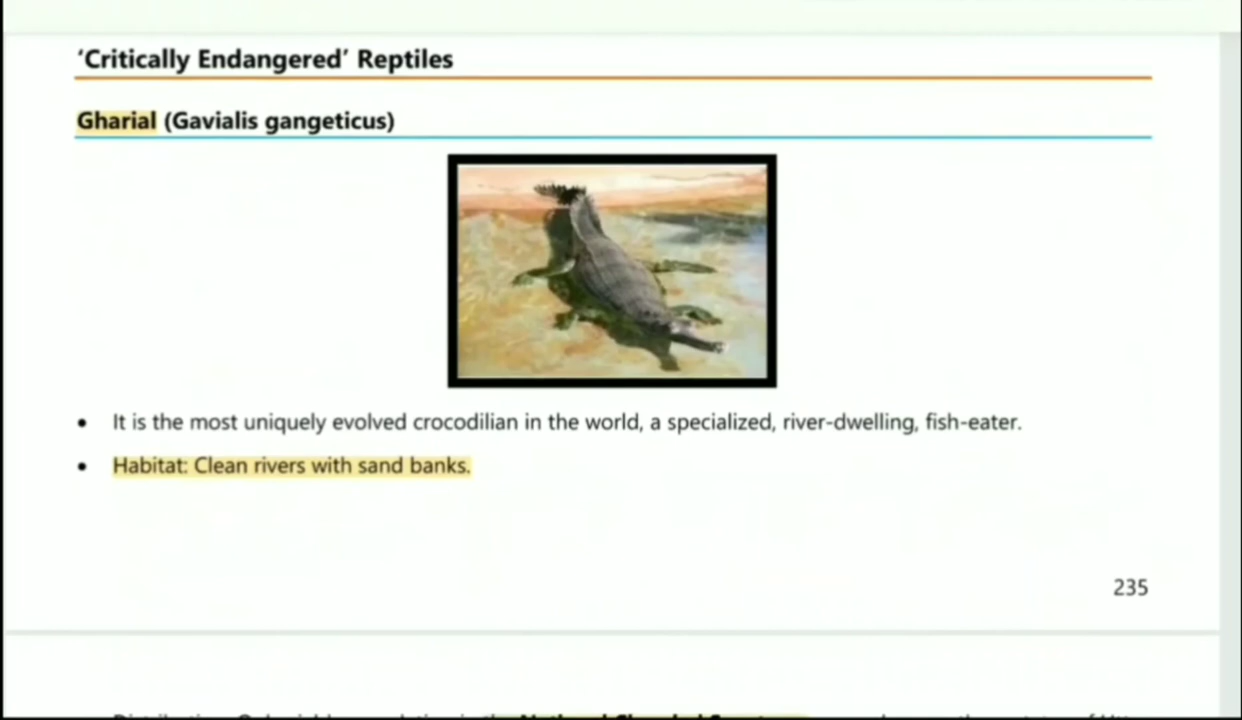 ‘Critically Endangered’ Reptiles
Gharial (Gavialis gangeticus)
• It is the most uniquely evolved crocodilian in the world, a specialized, river-dwelling, fish-eater.
• Habitat: Clean rivers with sand banks.
235